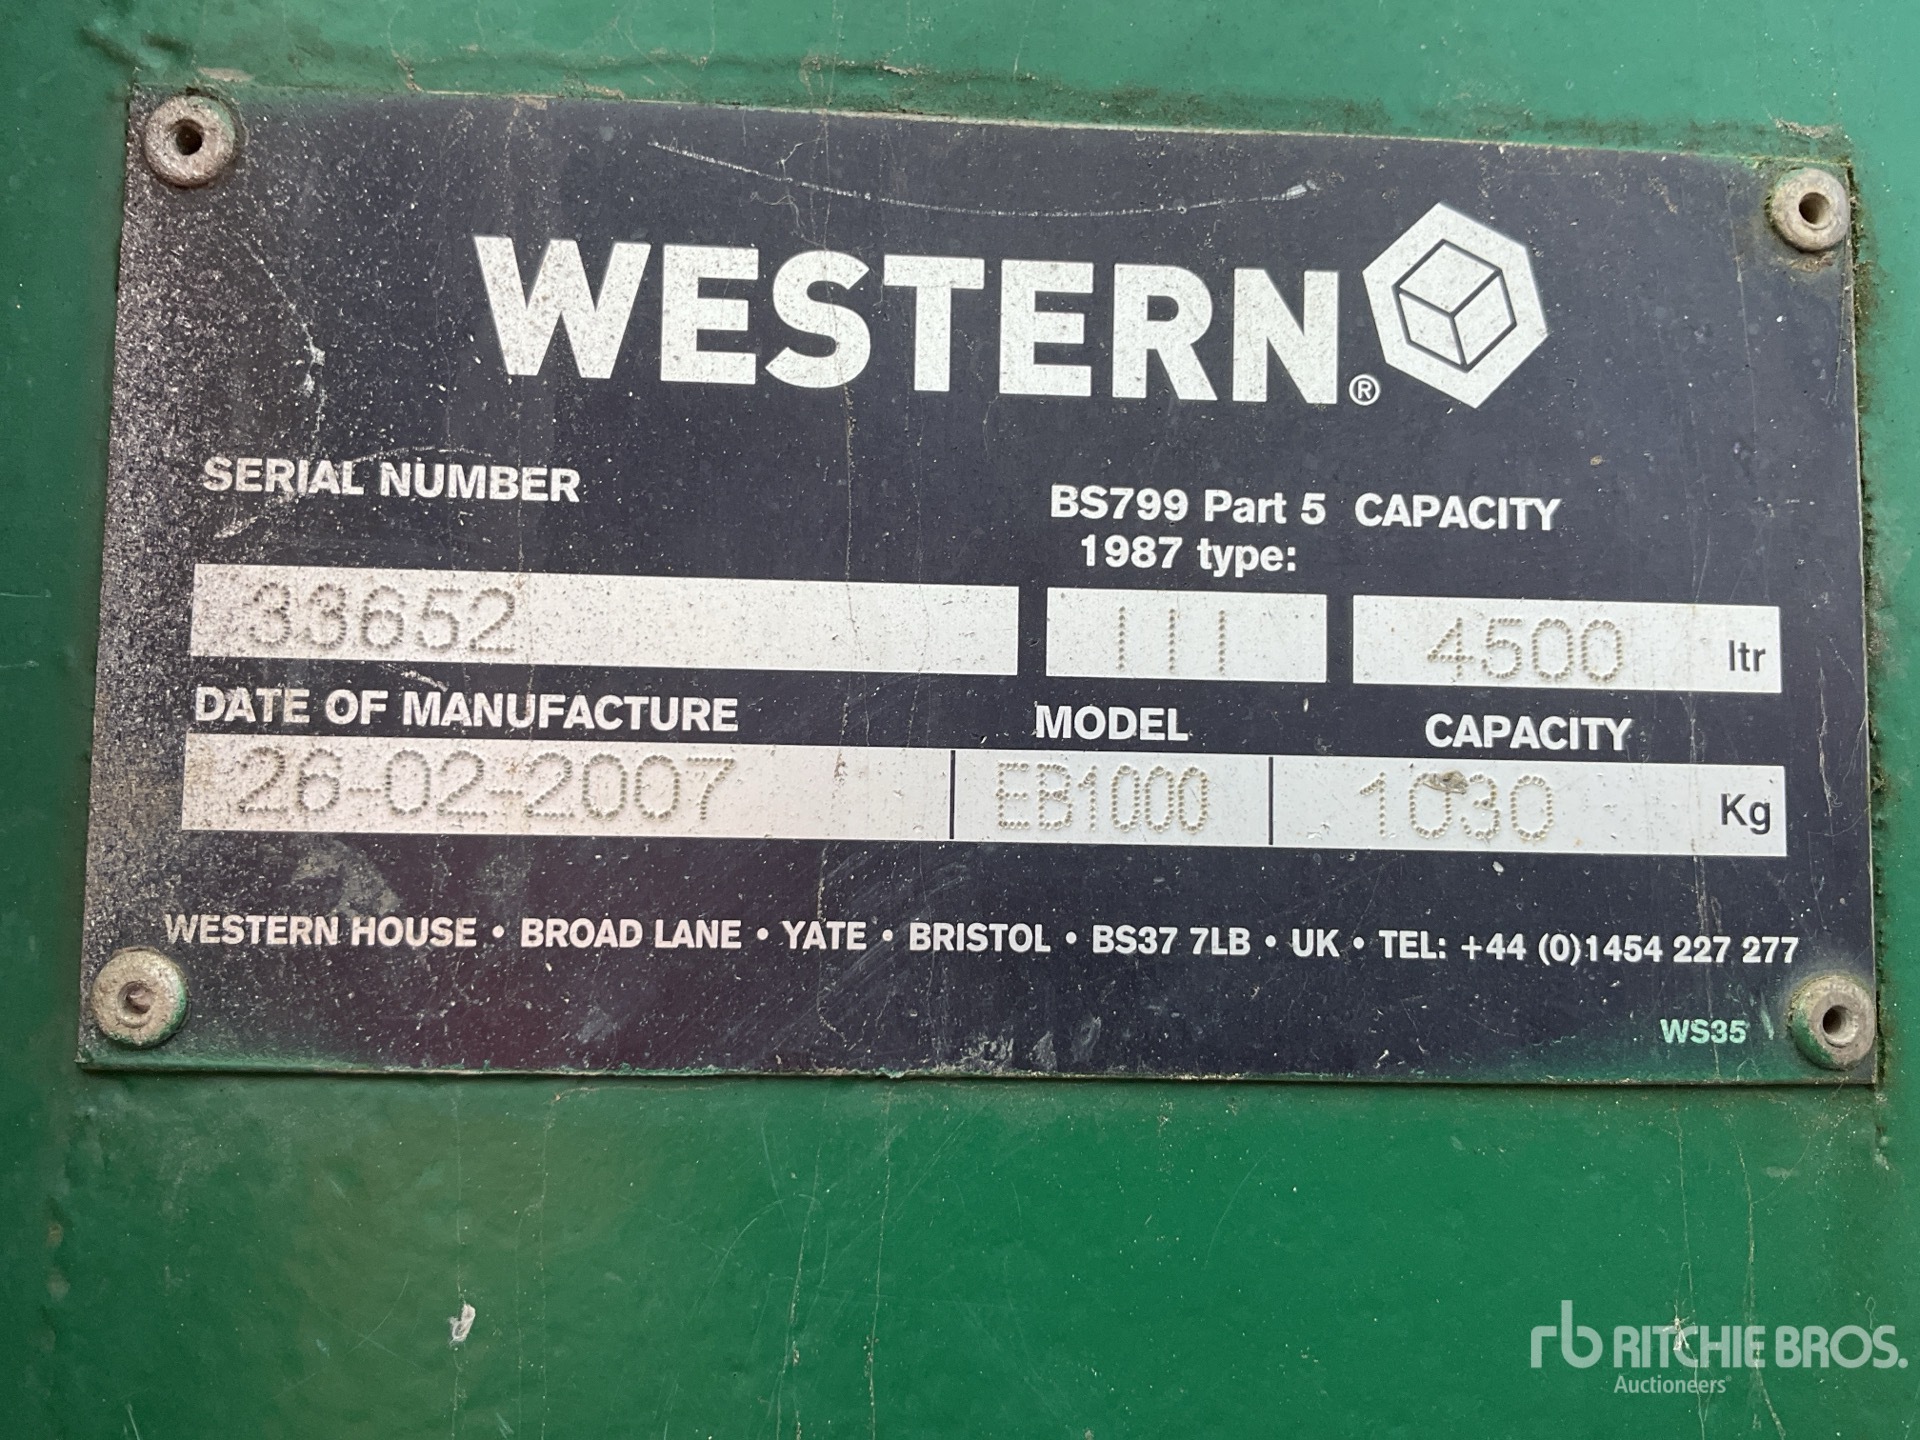 WESTERN®
SERIAL NUMBER
BS799 Part 5 CAPACITY
1987 type:
33652 III 4500 ltr
DATE OF MANUFACTURE MODEL CAPACITY
26-02-2007 EB1000 1030 Kg
WESTERN HOUSE • BROAD LANE • YATE • BRISTOL • BS37 7LB • UK • TEL: +44 (0)1454 227 277
WS35
rb RITCHIE BROS.
Auctioneers